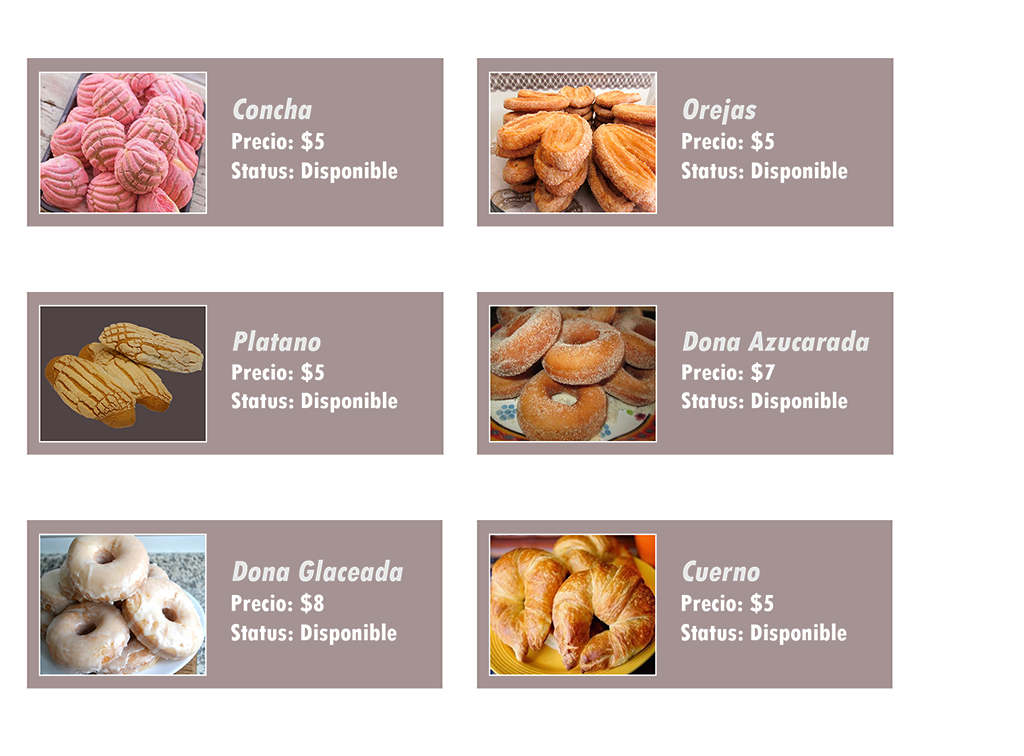 Concha
Precio: $5
Status: Disponible
Orejas
Precio: $5
Status: Disponible
Platano
Precio: $5
Status: Disponible
Dona Azucarada
Precio: $7
Status: Disponible
Dona Glaceada
Precio: $8
Status: Disponible
Cuerno
Precio: $5
Status: Disponible